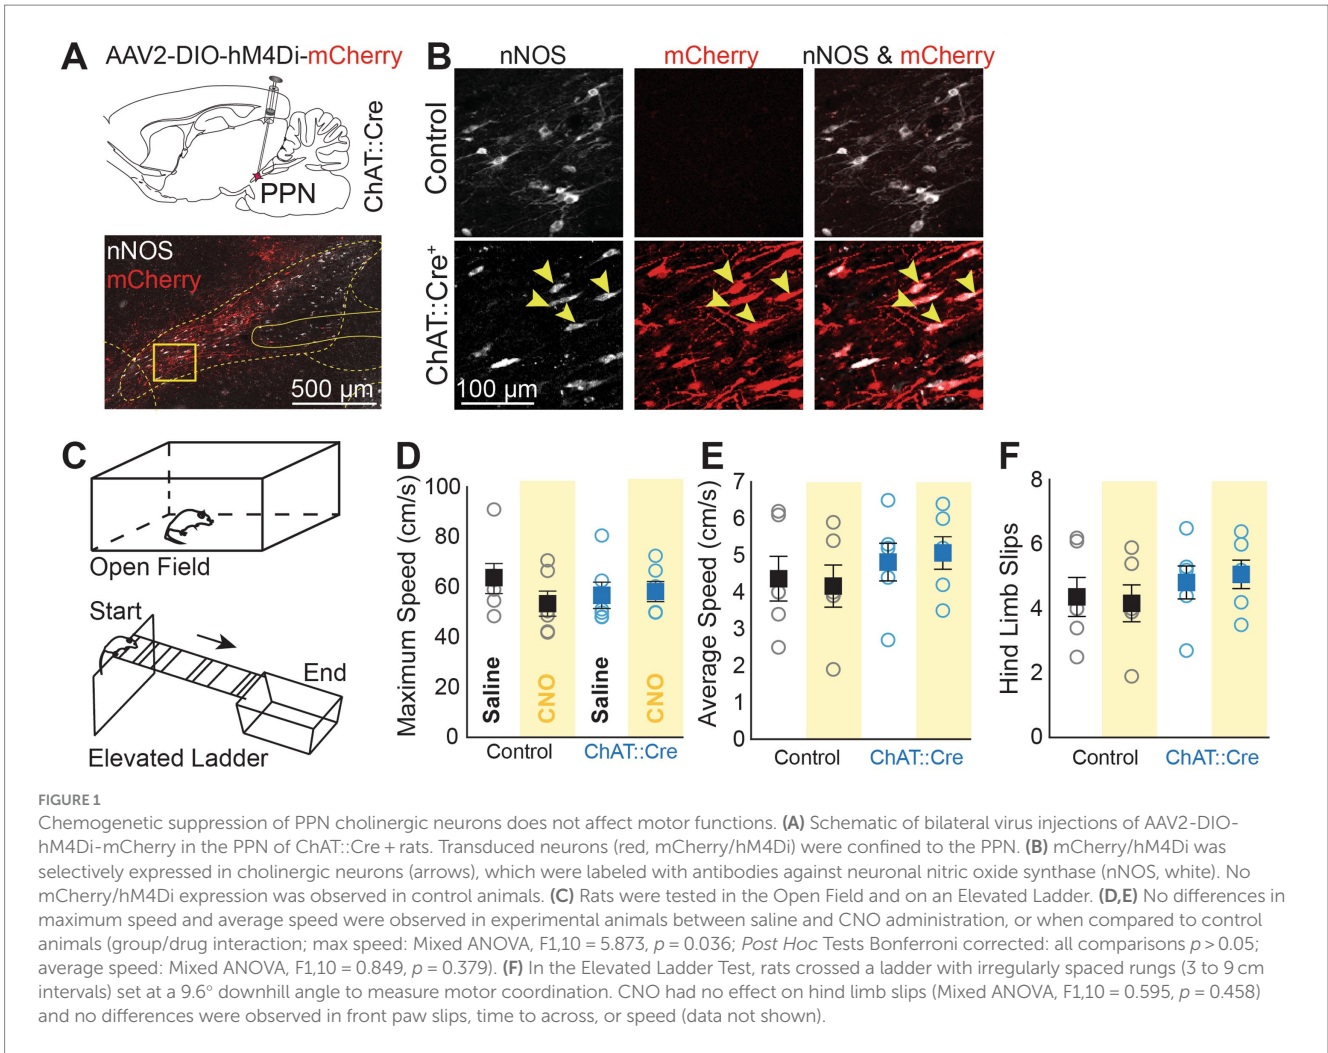 A
AAV2-DIO-hM4Di-mCherry
ChAT::Cre
PPN
nNOS
mCherry
500 µm
B
nNOS
mCherry
nNOS & mCherry
Control
ChAT::Cre+
100 µm
C
Open Field
Start
End
Elevated Ladder
D
Maximum Speed (cm/s)
100
80
60
40
20
0
Saline
CNO
Saline
CNO
Control
ChAT::Cre
E
Average Speed (cm/s)
7
6
5
4
3
2
1
0
Control
ChAT::Cre
F
Hind Limb Slips
8
6
4
2
0
Control
ChAT::Cre
FIGURE 1
Chemogenetic suppression of PPN cholinergic neurons does not affect motor functions. (A) Schematic of bilateral virus injections of AAV2-DIO-
hM4Di-mCherry in the PPN of ChAT::Cre + rats. Transduced neurons (red, mCherry/hM4Di) were confined to the PPN. (B) mCherry/hM4Di was
selectively expressed in cholinergic neurons (arrows), which were labeled with antibodies against neuronal nitric oxide synthase (nNOS, white). No
mCherry/hM4Di expression was observed in control animals. (C) Rats were tested in the Open Field and on an Elevated Ladder. (D,E) No differences in
maximum speed and average speed were observed in experimental animals between saline and CNO administration, or when compared to control
animals (group/drug interaction; max speed: Mixed ANOVA, F1,10 = 5.873, p = 0.036; Post Hoc Tests Bonferroni corrected: all comparisons p > 0.05;
average speed: Mixed ANOVA, F1,10 = 0.849, p = 0.379). (F) In the Elevated Ladder Test, rats crossed a ladder with irregularly spaced rungs (3 to 9 cm
intervals) set at a 9.6° downhill angle to measure motor coordination. CNO had no effect on hind limb slips (Mixed ANOVA, F1,10 = 0.595, p = 0.458)
and no differences were observed in front paw slips, time to across, or speed (data not shown).